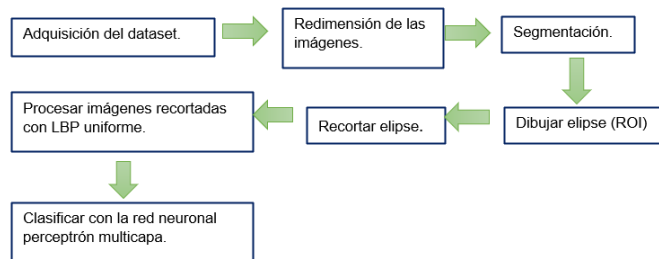 Adquisición del dataset.
Redimensión de las
imágenes.
Segmentación.
Dibujar elipse (ROI)
Recortar elipse.
Procesar imágenes recortadas
con LBP uniforme.
Clasificar con la red neuronal
perceptrón multicapa.